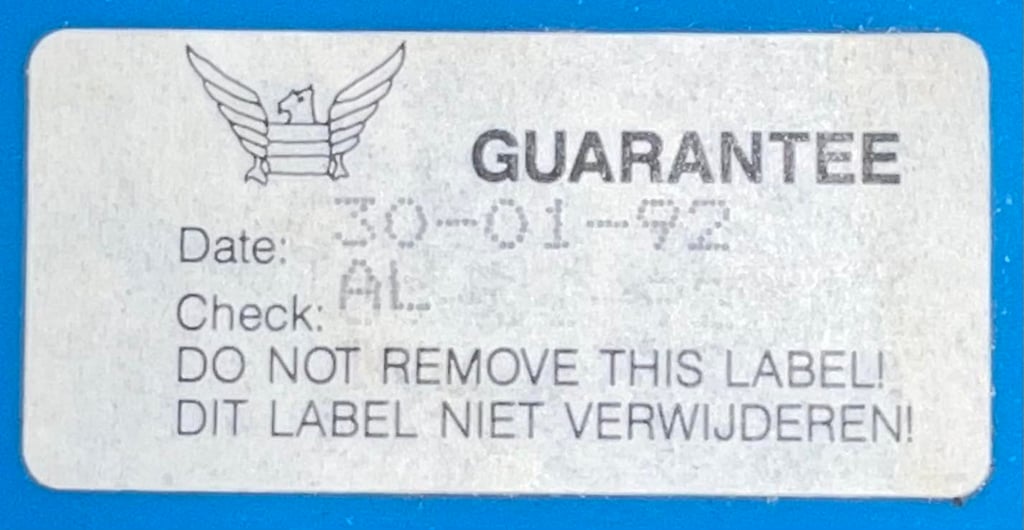 GUARANTEE
Date: 30-01-92
Check: AL
DO NOT REMOVE THIS LABEL!
DIT LABEL NIET VERWIJDEREN!